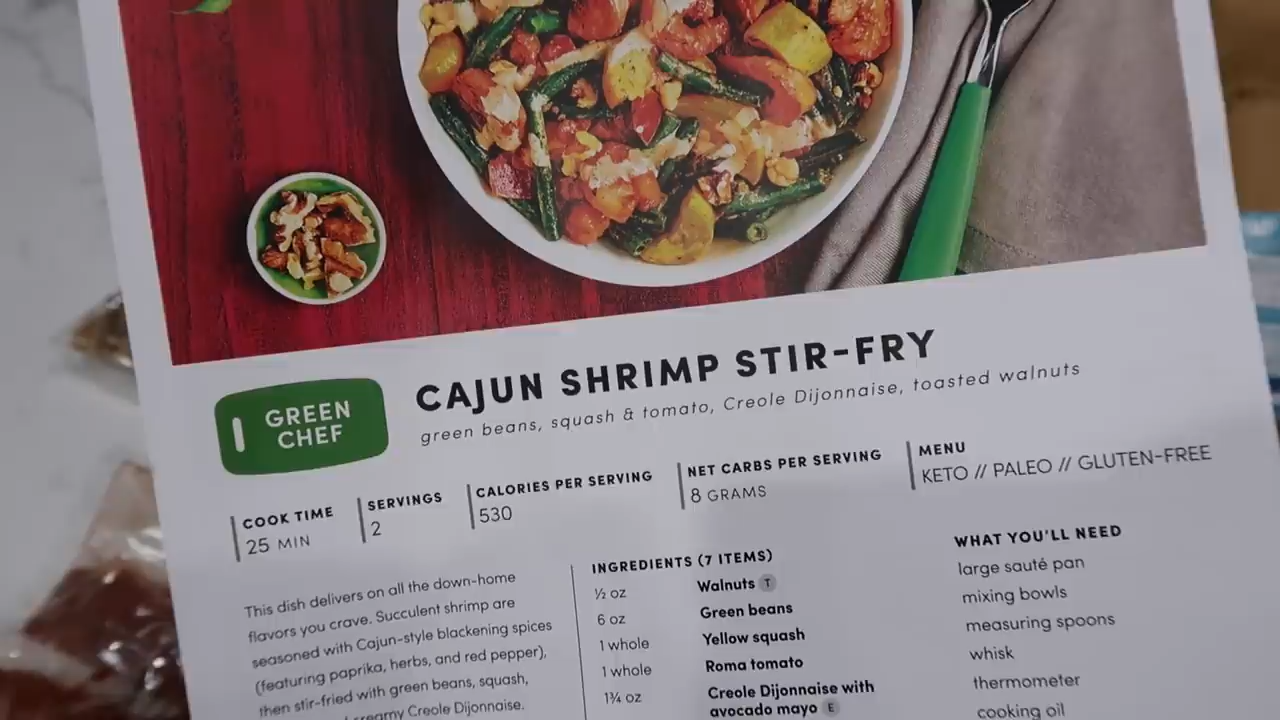 GREEN
CHEF
CAJUN SHRIMP STIR-FRY
green beans, squash & tomato, Creole Dijonnaise, toasted walnuts
COOK TIME
25 MIN
SERVINGS
2
CALORIES PER SERVING
530
NET CARBS PER SERVING
8 GRAMS
MENU
KETO // PALEO // GLUTEN-FREE
This dish delivers on all the down-home
flavors you crave. Succulent shrimp are
seasoned with Cajun-style blackening spices
(featuring paprika, herbs, and red pepper),
then stir-fried with green beans, squash,
creamy Creole Dijonnaise.
INGREDIENTS (7 ITEMS)
½ oz Walnuts T
6 oz Green beans
1 whole Yellow squash
1 whole Roma tomato
1¾ oz Creole Dijonnaise with
avocado mayo E
WHAT YOU'LL NEED
large sauté pan
mixing bowls
measuring spoons
whisk
thermometer
cooking oil